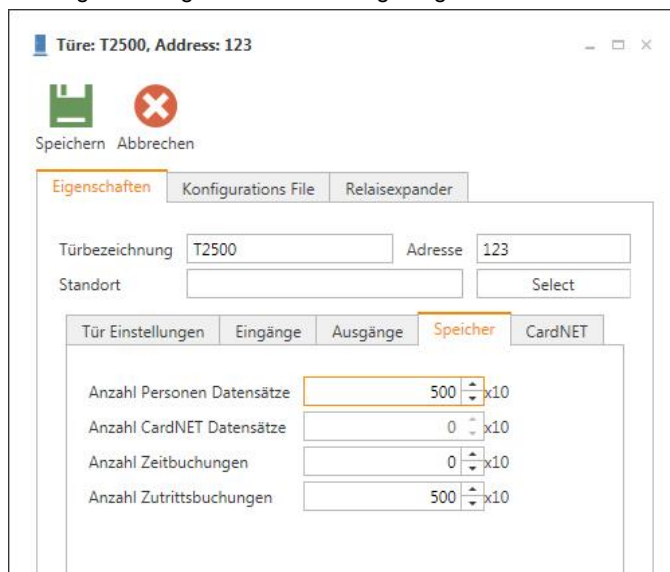 Türe: T2500, Address: 123
Speichern Abbrechen
Eigenschaften Konfigurations File Relaisexpander
Türbezeichnung T2500 Adresse 123
Standort Select
Tür Einstellungen Eingänge Ausgänge Speicher CardNET
Anzahl Personen Datensätze 500 x10
Anzahl CardNET Datensätze 0 x10
Anzahl Zeitbuchungen 0 x10
Anzahl Zutrittsbuchungen 500 x10